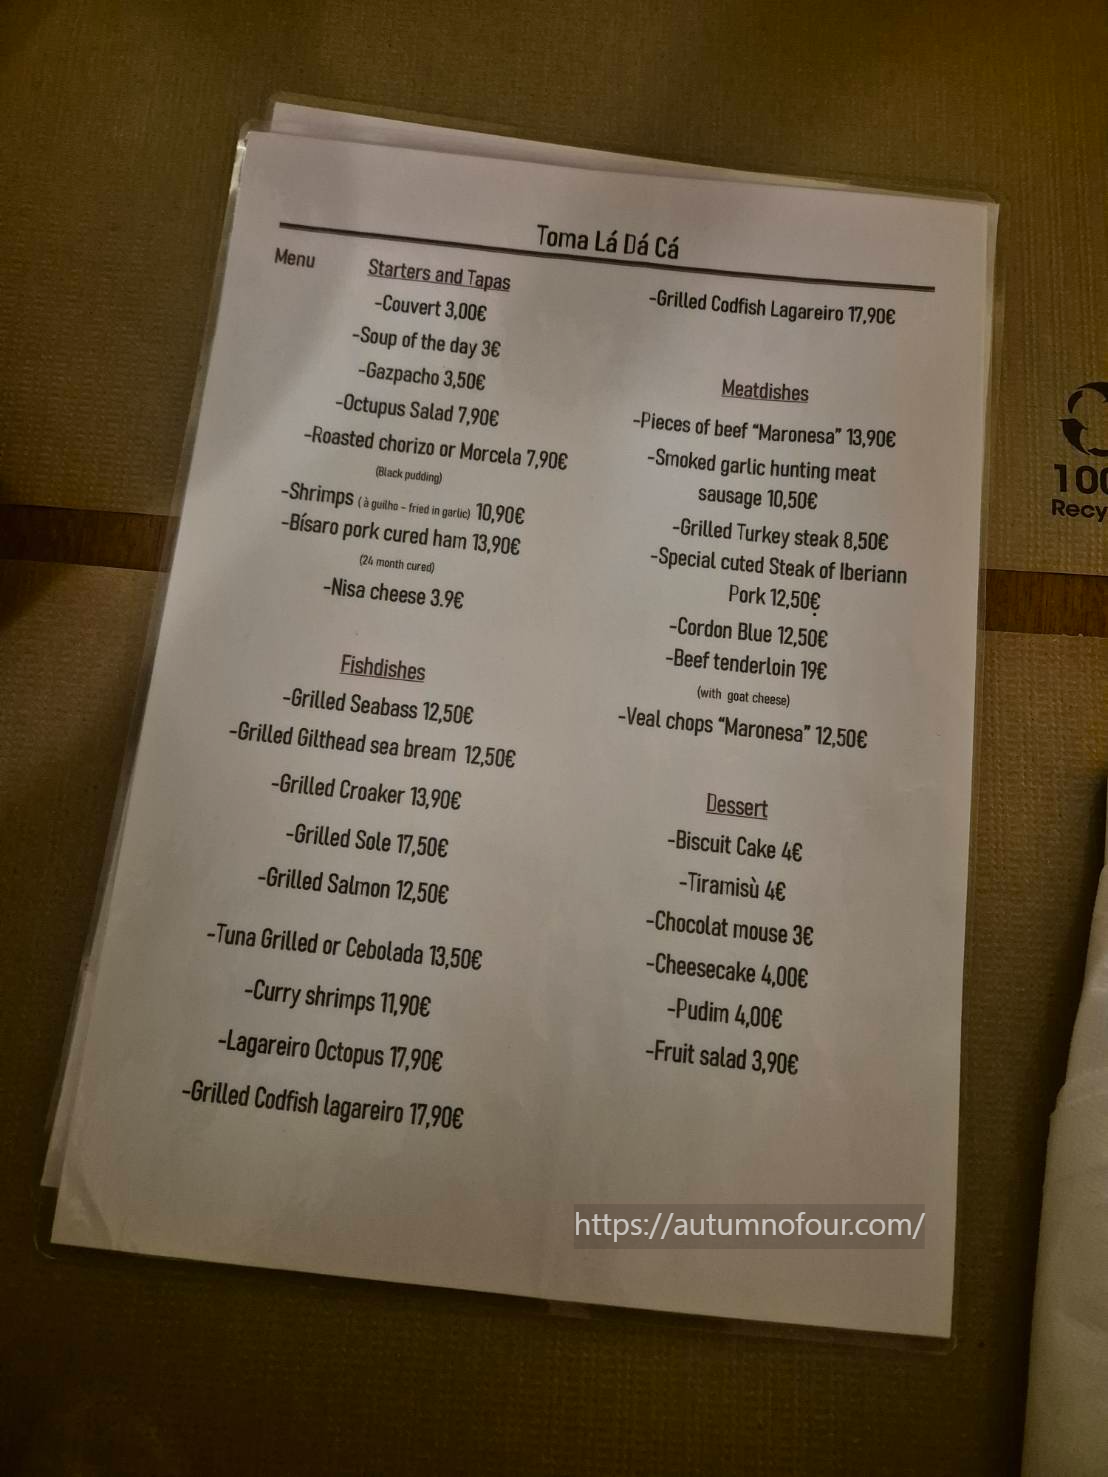 Toma Lá Dá Cá
Menu
Starters and Tapas
-Couvert 3,00€
-Soup of the day 3€
-Gazpacho 3,50€
-Octupus Salad 7,90€
-Roasted chorizo or Morcela 7,90€
(Black pudding)
-Shrimps ( à guilho - fried in garlic) 10,90€
-Bísaro pork cured ham 13,90€
(24 month cured)
-Nisa cheese 3.9€
Fishdishes
-Grilled Seabass 12,50€
-Grilled Gilthead sea bream 12,50€
-Grilled Croaker 13,90€
-Grilled Sole 17,50€
-Grilled Salmon 12,50€
-Tuna Grilled or Cebolada 13,50€
-Curry shrimps 11,90€
-Lagareiro Octopus 17,90€
-Grilled Codfish lagareiro 17,90€
-Grilled Codfish Lagareiro 17,90€
Meatdishes
-Pieces of beef “Maronesa” 13,90€
-Smoked garlic hunting meat
sausage 10,50€
-Grilled Turkey steak 8,50€
-Special cuted Steak of Iberiann
Pork 12,50€
-Cordon Blue 12,50€
-Beef tenderloin 19€
(with goat cheese)
-Veal chops “Maronesa” 12,50€
Dessert
-Biscuit Cake 4€
-Tiramisù 4€
-Chocolat mouse 3€
-Cheesecake 4,00€
-Pudim 4,00€
-Fruit salad 3,90€
100
Recy
https://autumnofour.com/